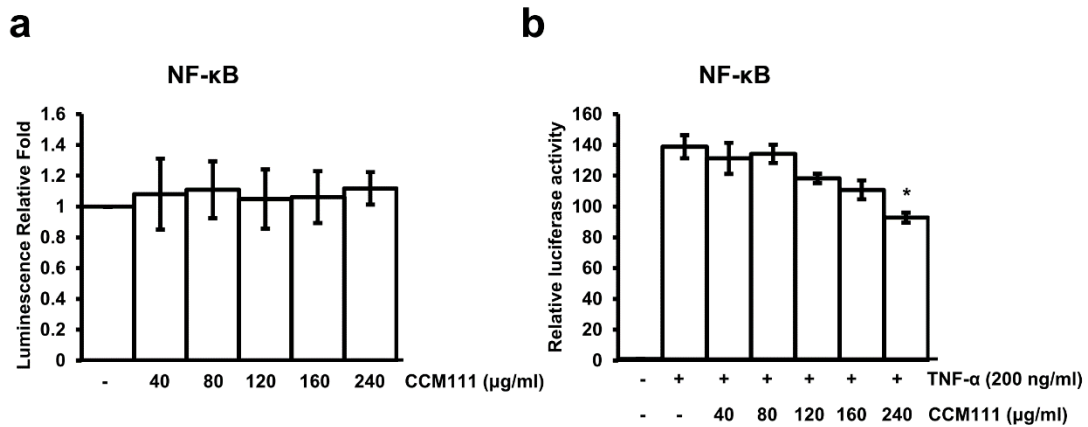 a
NF-κB
Luminescence Relative Fold
1.6
1.4
1.2
1
0.8
0.6
0.4
0.2
0
- 40 80 120 160 240 CCM111 (μg/ml)
b
NF-κB
Relative luciferase activity
160
140
120
100
80
60
40
20
0
*
- + + + + + + TNF-α (200 ng/ml)
- 40 80 120 160 240 CCM111 (μg/ml)